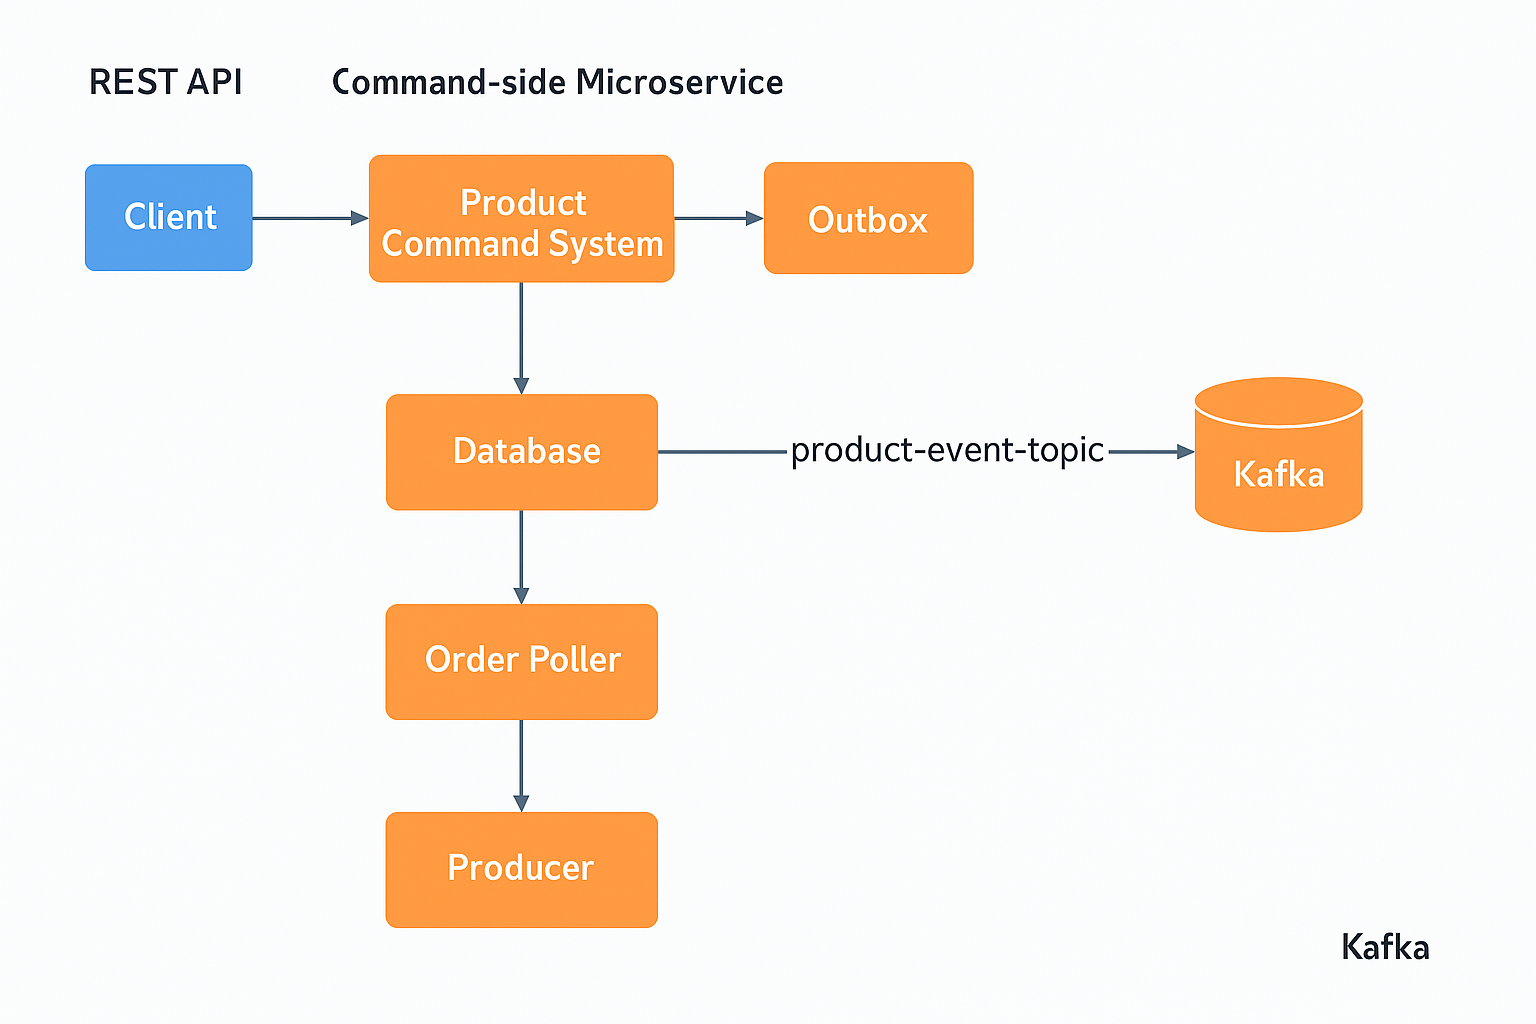 REST API
Command-side Microservice
Client
Product
Command System
Outbox
Database
product-event-topic
Kafka
Order Poller
Producer
Kafka